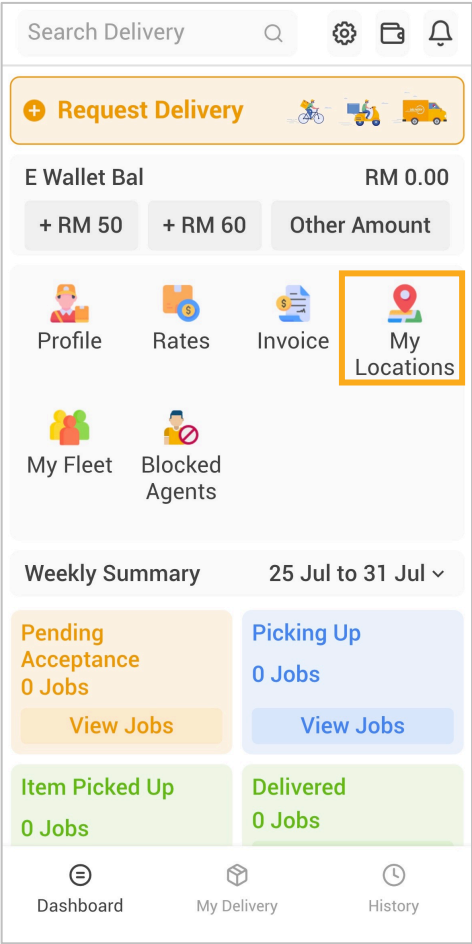 Search Delivery
Request Delivery
E Wallet Bal RM 0.00
+ RM 50 + RM 60 Other Amount
Profile Rates Invoice My
Locations
My Fleet Blocked
Agents
Weekly Summary 25 Jul to 31 Jul
Pending
Acceptance
0 Jobs
View Jobs
Picking Up
0 Jobs
View Jobs
Item Picked Up
0 Jobs
Delivered
0 Jobs
Dashboard My Delivery History